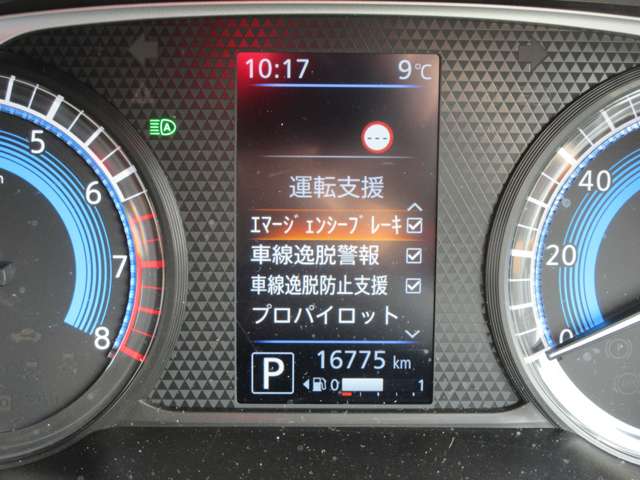 10:17 9℃
A
---
運転支援
ｴﾏｰｼﾞｪﾝｼｰﾌﾞﾚｰｷ
車線逸脱警報
車線逸脱防止支援
プロパイロット
P 16775 km
0 1
5
6
7
8
40
20
0